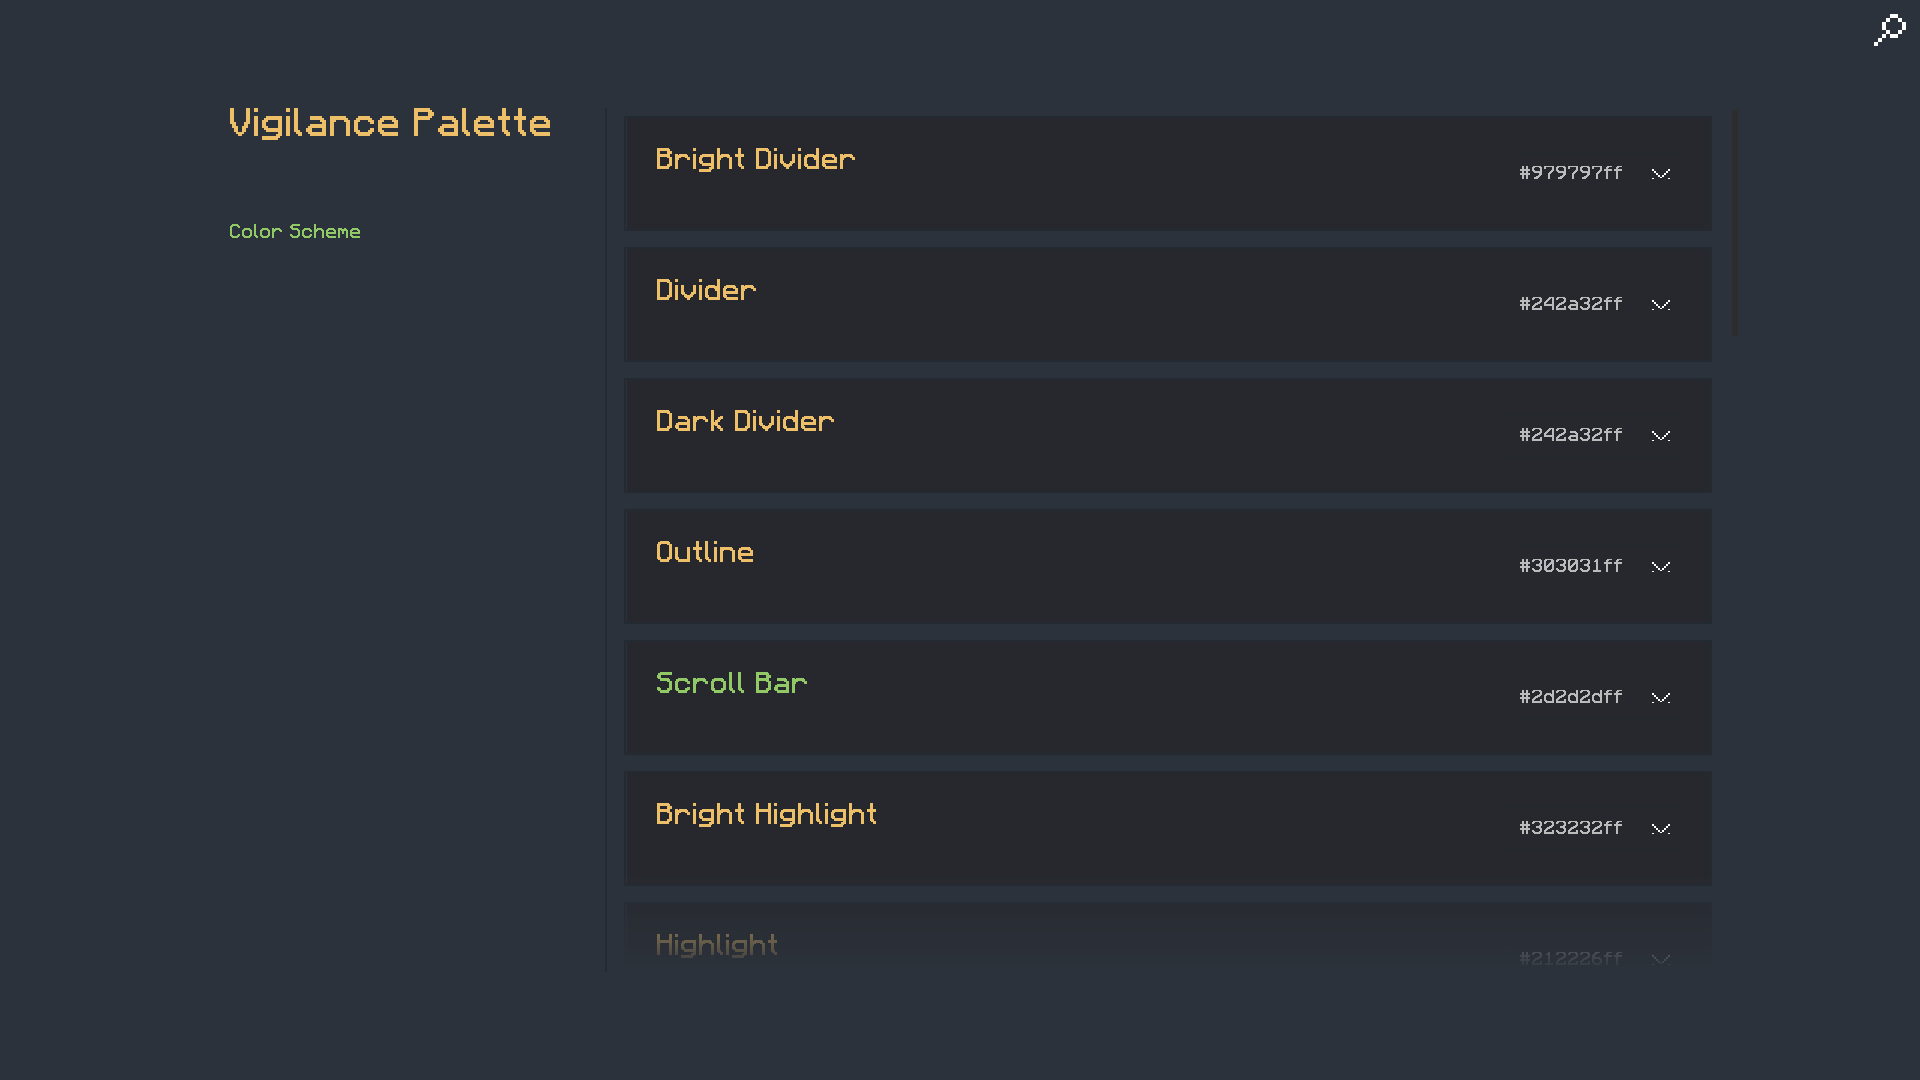 Vigilance Palette
Color Scheme
Bright Divider
#979797ff
Divider
#242a32ff
Dark Divider
#242a32ff
Outline
#303031ff
Scroll Bar
#2d2d2dff
Bright Highlight
#323232ff
Highlight
#212226ff